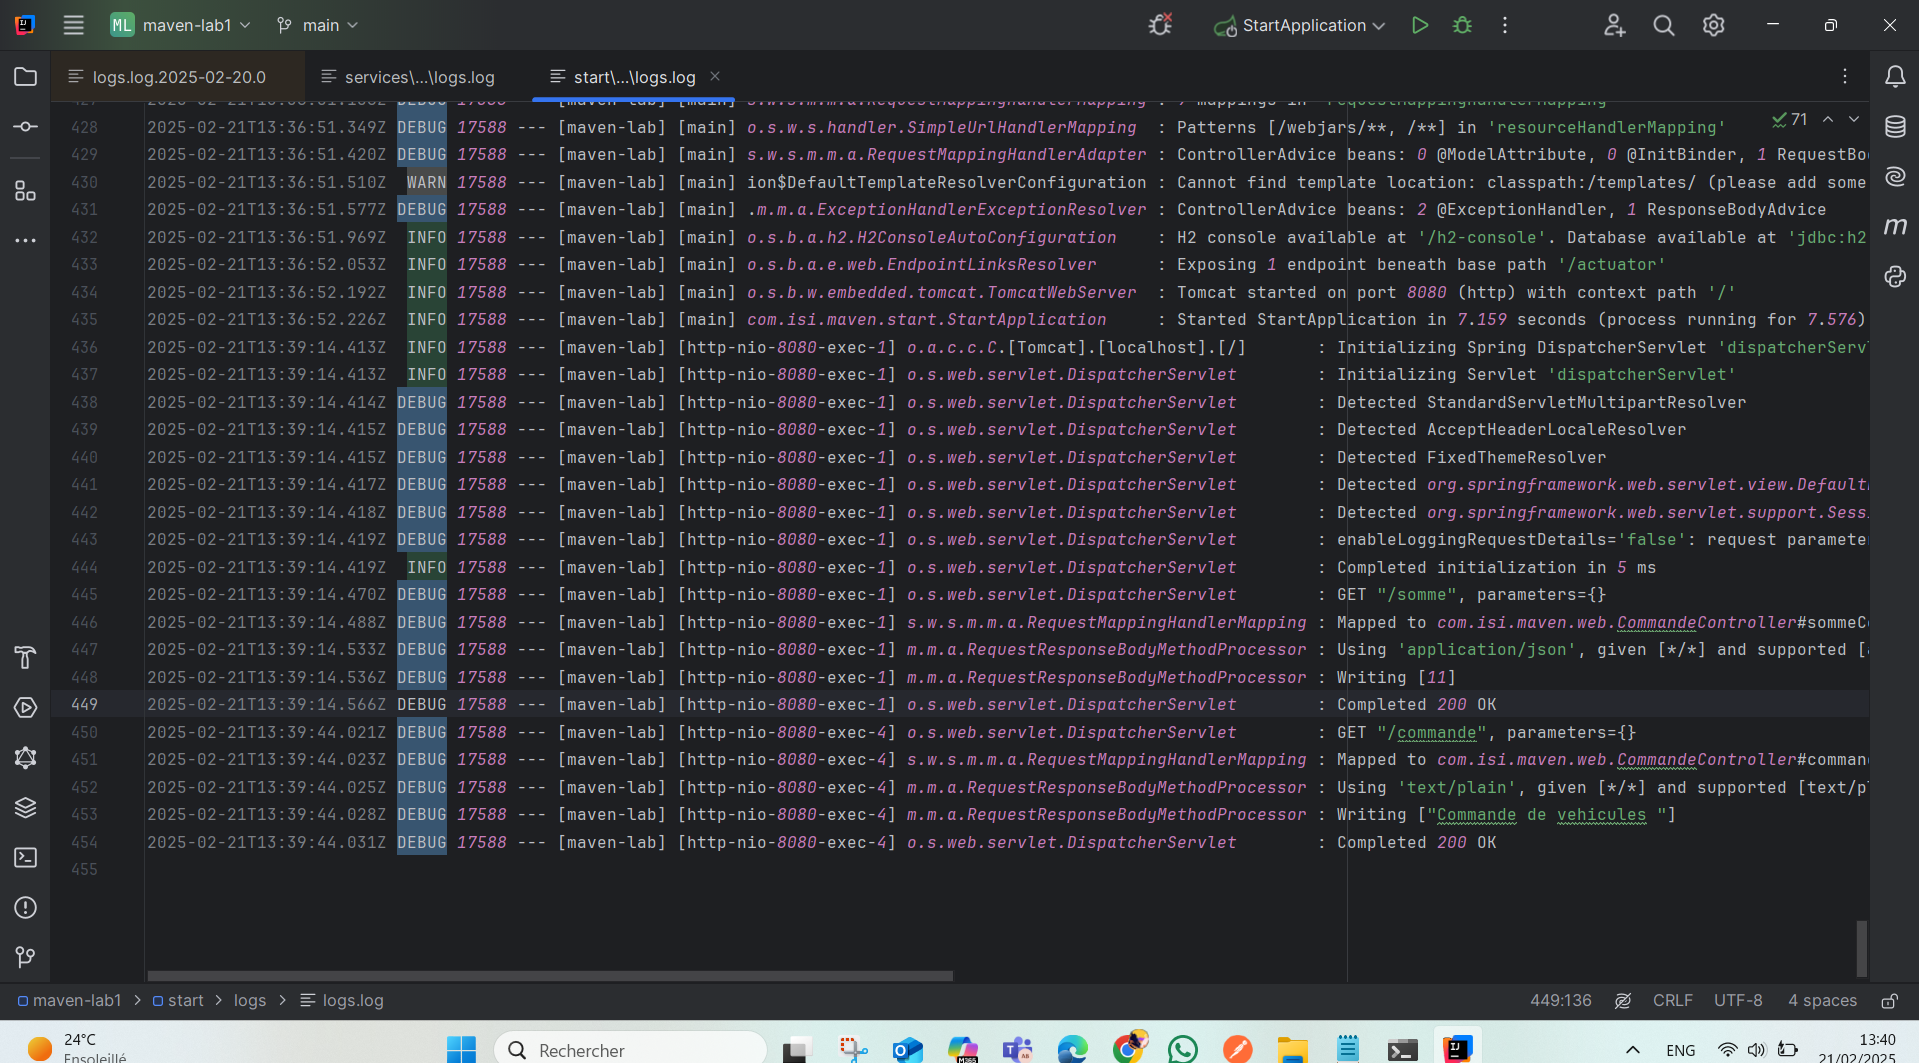 ML maven-lab1 main StartApplication
logs.log.2025-02-20.0 services\...\logs.log start\...\logs.log
71
428 2025-02-21T13:36:51.349Z DEBUG 17588 --- [maven-lab] [main] o.s.w.s.handler.SimpleUrlHandlerMapping : Patterns [/webjars/**, /**] in 'resourceHandlerMapping'
429 2025-02-21T13:36:51.420Z DEBUG 17588 --- [maven-lab] [main] s.w.s.m.m.a.RequestMappingHandlerAdapter : ControllerAdvice beans: 0 @ModelAttribute, 0 @InitBinder, 1 RequestBo
430 2025-02-21T13:36:51.510Z WARN 17588 --- [maven-lab] [main] ion$DefaultTemplateResolverConfiguration : Cannot find template location: classpath:/templates/ (please add some
431 2025-02-21T13:36:51.577Z DEBUG 17588 --- [maven-lab] [main] .m.m.a.ExceptionHandlerExceptionResolver : ControllerAdvice beans: 2 @ExceptionHandler, 1 ResponseBodyAdvice
432 2025-02-21T13:36:51.969Z INFO 17588 --- [maven-lab] [main] o.s.b.a.h2.H2ConsoleAutoConfiguration : H2 console available at '/h2-console'. Database available at 'jdbc:h2
433 2025-02-21T13:36:52.053Z INFO 17588 --- [maven-lab] [main] o.s.b.a.e.web.EndpointLinksResolver : Exposing 1 endpoint beneath base path '/actuator'
434 2025-02-21T13:36:52.192Z INFO 17588 --- [maven-lab] [main] o.s.b.w.embedded.tomcat.TomcatWebServer : Tomcat started on port 8080 (http) with context path '/'
435 2025-02-21T13:36:52.226Z INFO 17588 --- [maven-lab] [main] com.isi.maven.start.StartApplication : Started StartApplication in 7.159 seconds (process running for 7.576)
436 2025-02-21T13:39:14.413Z INFO 17588 --- [maven-lab] [http-nio-8080-exec-1] o.a.c.c.C.[Tomcat].[localhost].[/] : Initializing Spring DispatcherServlet 'dispatcherServ
437 2025-02-21T13:39:14.413Z INFO 17588 --- [maven-lab] [http-nio-8080-exec-1] o.s.web.servlet.DispatcherServlet : Initializing Servlet 'dispatcherServlet'
438 2025-02-21T13:39:14.414Z DEBUG 17588 --- [maven-lab] [http-nio-8080-exec-1] o.s.web.servlet.DispatcherServlet : Detected StandardServletMultipartResolver
439 2025-02-21T13:39:14.415Z DEBUG 17588 --- [maven-lab] [http-nio-8080-exec-1] o.s.web.servlet.DispatcherServlet : Detected AcceptHeaderLocaleResolver
440 2025-02-21T13:39:14.415Z DEBUG 17588 --- [maven-lab] [http-nio-8080-exec-1] o.s.web.servlet.DispatcherServlet : Detected FixedThemeResolver
441 2025-02-21T13:39:14.417Z DEBUG 17588 --- [maven-lab] [http-nio-8080-exec-1] o.s.web.servlet.DispatcherServlet : Detected org.springframework.web.servlet.view.Default
442 2025-02-21T13:39:14.418Z DEBUG 17588 --- [maven-lab] [http-nio-8080-exec-1] o.s.web.servlet.DispatcherServlet : Detected org.springframework.web.servlet.support.Sess
443 2025-02-21T13:39:14.419Z DEBUG 17588 --- [maven-lab] [http-nio-8080-exec-1] o.s.web.servlet.DispatcherServlet : enableLoggingRequestDetails='false': request paramete
444 2025-02-21T13:39:14.419Z INFO 17588 --- [maven-lab] [http-nio-8080-exec-1] o.s.web.servlet.DispatcherServlet : Completed initialization in 5 ms
445 2025-02-21T13:39:14.470Z DEBUG 17588 --- [maven-lab] [http-nio-8080-exec-1] o.s.web.servlet.DispatcherServlet : GET "/somme", parameters={}
446 2025-02-21T13:39:14.488Z DEBUG 17588 --- [maven-lab] [http-nio-8080-exec-1] s.w.s.m.m.a.RequestMappingHandlerMapping : Mapped to com.isi.maven.web.CommandeController#sommeC
447 2025-02-21T13:39:14.533Z DEBUG 17588 --- [maven-lab] [http-nio-8080-exec-1] m.m.a.RequestResponseBodyMethodProcessor : Using 'application/json', given [*/*] and supported [a
448 2025-02-21T13:39:14.536Z DEBUG 17588 --- [maven-lab] [http-nio-8080-exec-1] m.m.a.RequestResponseBodyMethodProcessor : Writing [11]
449 2025-02-21T13:39:14.566Z DEBUG 17588 --- [maven-lab] [http-nio-8080-exec-1] o.s.web.servlet.DispatcherServlet : Completed 200 OK
450 2025-02-21T13:39:44.021Z DEBUG 17588 --- [maven-lab] [http-nio-8080-exec-4] o.s.web.servlet.DispatcherServlet : GET "/commande", parameters={}
451 2025-02-21T13:39:44.023Z DEBUG 17588 --- [maven-lab] [http-nio-8080-exec-4] s.w.s.m.m.a.RequestMappingHandlerMapping : Mapped to com.isi.maven.web.CommandeController#comman
452 2025-02-21T13:39:44.025Z DEBUG 17588 --- [maven-lab] [http-nio-8080-exec-4] m.m.a.RequestResponseBodyMethodProcessor : Using 'text/plain', given [*/*] and supported [text/p
453 2025-02-21T13:39:44.028Z DEBUG 17588 --- [maven-lab] [http-nio-8080-exec-4] m.m.a.RequestResponseBodyMethodProcessor : Writing ["Commande de vehicules "]
454 2025-02-21T13:39:44.031Z DEBUG 17588 --- [maven-lab] [http-nio-8080-exec-4] o.s.web.servlet.DispatcherServlet : Completed 200 OK
455
maven-lab1 > start > logs > logs.log 449:136 CRLF UTF-8 4 spaces
24°C
Ensoleillé
Rechercher
ENG
13:40
21/02/2025